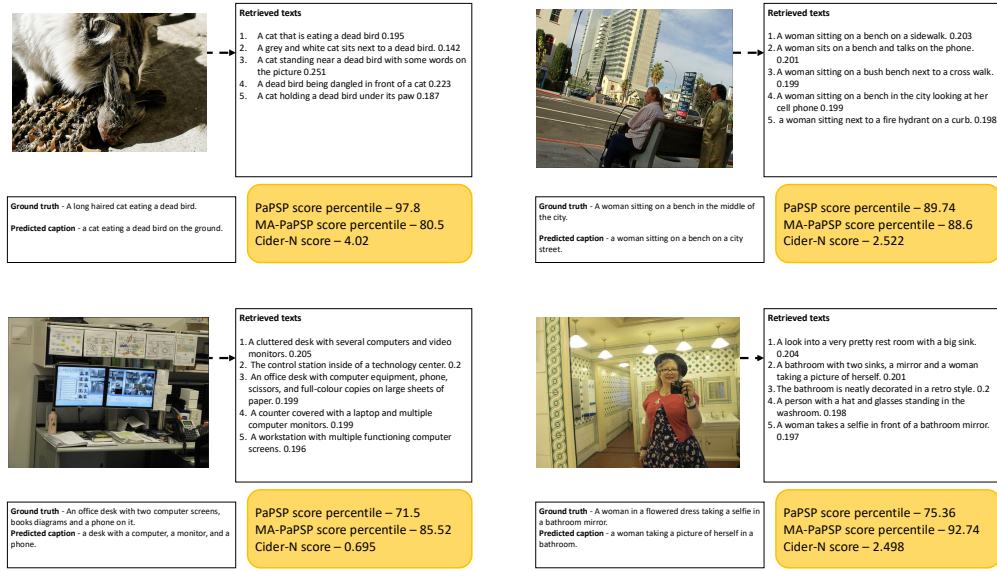 Retrieved texts
1. A cat that is eating a dead bird 0.195
2. A grey and white cat sits next to a dead bird. 0.142
3. A cat standing near a dead bird with some words on
the picture 0.251
4. A dead bird being dangled in front of a cat 0.223
5. A cat holding a dead bird under its paw 0.187
Ground truth - A long haired cat eating a dead bird.
Predicted caption - a cat eating a dead bird on the ground.
PaPSP score percentile – 97.8
MA-PaPSP score percentile – 80.5
Cider-N score – 4.02
Retrieved texts
1. A woman sitting on a bench on a sidewalk. 0.203
2. A woman sits on a bench and talks on the phone.
0.201
3. A woman sitting on a bush bench next to a cross walk.
0.199
4. A woman sitting on a bench in the city looking at her
cell phone 0.199
5. a woman sitting next to a fire hydrant on a curb. 0.198
Ground truth - A woman sitting on a bench in the middle of
the city.
Predicted caption - a woman sitting on a bench on a city
street.
PaPSP score percentile – 89.74
MA-PaPSP score percentile – 88.6
Cider-N score – 2.522
Retrieved texts
1. A cluttered desk with several computers and video
monitors. 0.205
2. The control station inside of a technology center. 0.2
3. An office desk with computer equipment, phone,
scissors, and full-colour copies on large sheets of
paper. 0.199
4. A counter covered with a laptop and multiple
computer monitors. 0.199
5. A workstation with multiple functioning computer
screens. 0.196
Ground truth - An office desk with two computer screens,
books diagrams and a phone on it.
Predicted caption - a desk with a computer, a monitor, and a
phone.
PaPSP score percentile – 71.5
MA-PaPSP score percentile – 85.52
Cider-N score – 0.695
Retrieved texts
1. A look into a very pretty rest room with a big sink.
0.204
2. A bathroom with two sinks, a mirror and a woman
taking a picture of herself. 0.201
3. The bathroom is neatly decorated in a retro style. 0.2
4. A person with a hat and glasses standing in the
washroom. 0.198
5. A woman takes a selfie in front of a bathroom mirror.
0.197
Ground truth - A woman in a flowered dress taking a selfie in
a bathroom mirror.
Predicted caption - a woman taking a picture of herself in a
bathroom.
PaPSP score percentile – 75.36
MA-PaPSP score percentile – 92.74
Cider-N score – 2.498